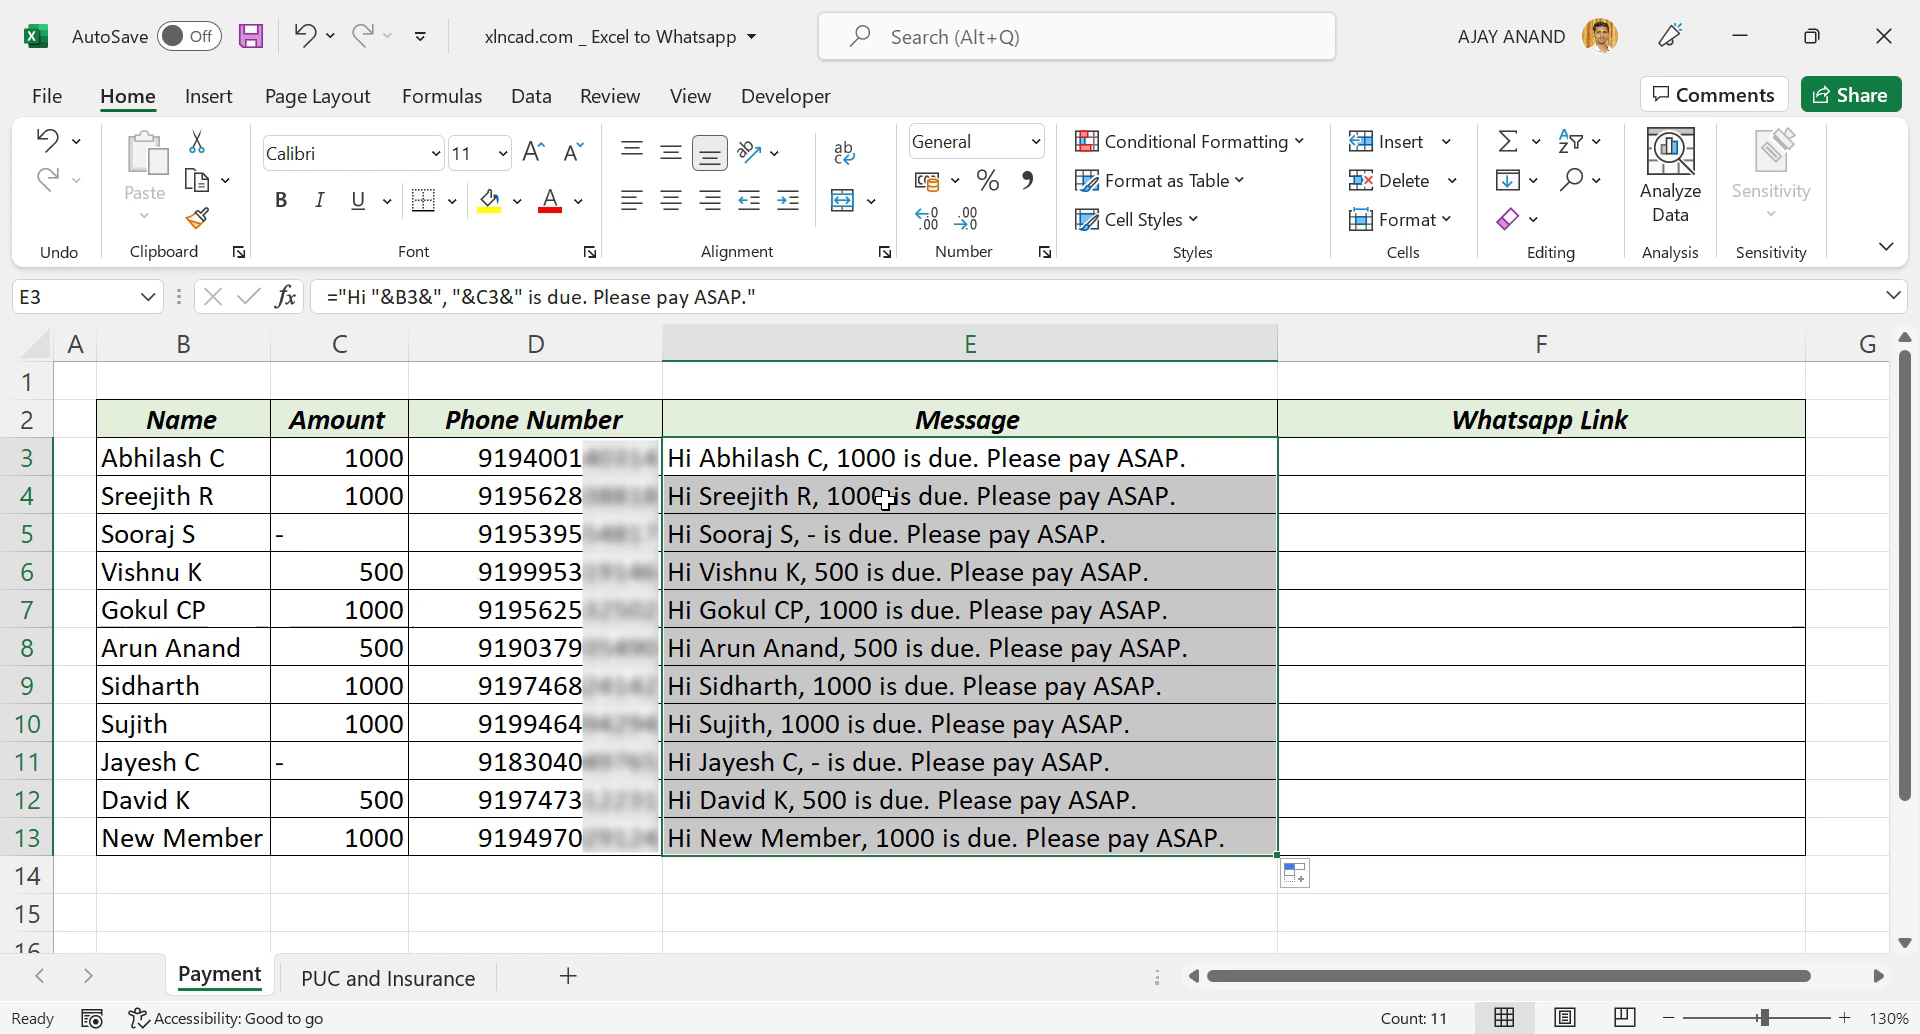 AutoSave Off xlncad.com _ Excel to Whatsapp Search (Alt+Q) AJAY ANAND
File Home Insert Page Layout Formulas Data Review View Developer Comments Share
Calibri 11 General Conditional Formatting Insert
Paste B I U Format as Table Delete Analyze Data Sensitivity
Cell Styles Format
Undo Clipboard Font Alignment Number Styles Cells Editing Analysis Sensitivity
E3 fx ="Hi "&B3&", "&C3&" is due. Please pay ASAP."
A B C D E F G
1
2 Name Amount Phone Number Message Whatsapp Link
3 Abhilash C 1000 9194001 Hi Abhilash C, 1000 is due. Please pay ASAP.
4 Sreejith R 1000 9195628 Hi Sreejith R, 1000 is due. Please pay ASAP.
5 Sooraj S - 9195395 Hi Sooraj S, - is due. Please pay ASAP.
6 Vishnu K 500 9199953 Hi Vishnu K, 500 is due. Please pay ASAP.
7 Gokul CP 1000 9195625 Hi Gokul CP, 1000 is due. Please pay ASAP.
8 Arun Anand 500 9190379 Hi Arun Anand, 500 is due. Please pay ASAP.
9 Sidharth 1000 9197468 Hi Sidharth, 1000 is due. Please pay ASAP.
10 Sujith 1000 9199464 Hi Sujith, 1000 is due. Please pay ASAP.
11 Jayesh C - 9183040 Hi Jayesh C, - is due. Please pay ASAP.
12 David K 500 9197473 Hi David K, 500 is due. Please pay ASAP.
13 New Member 1000 9194970 Hi New Member, 1000 is due. Please pay ASAP.
14
15
16
Payment PUC and Insurance
Ready Accessibility: Good to go Count: 11 130%